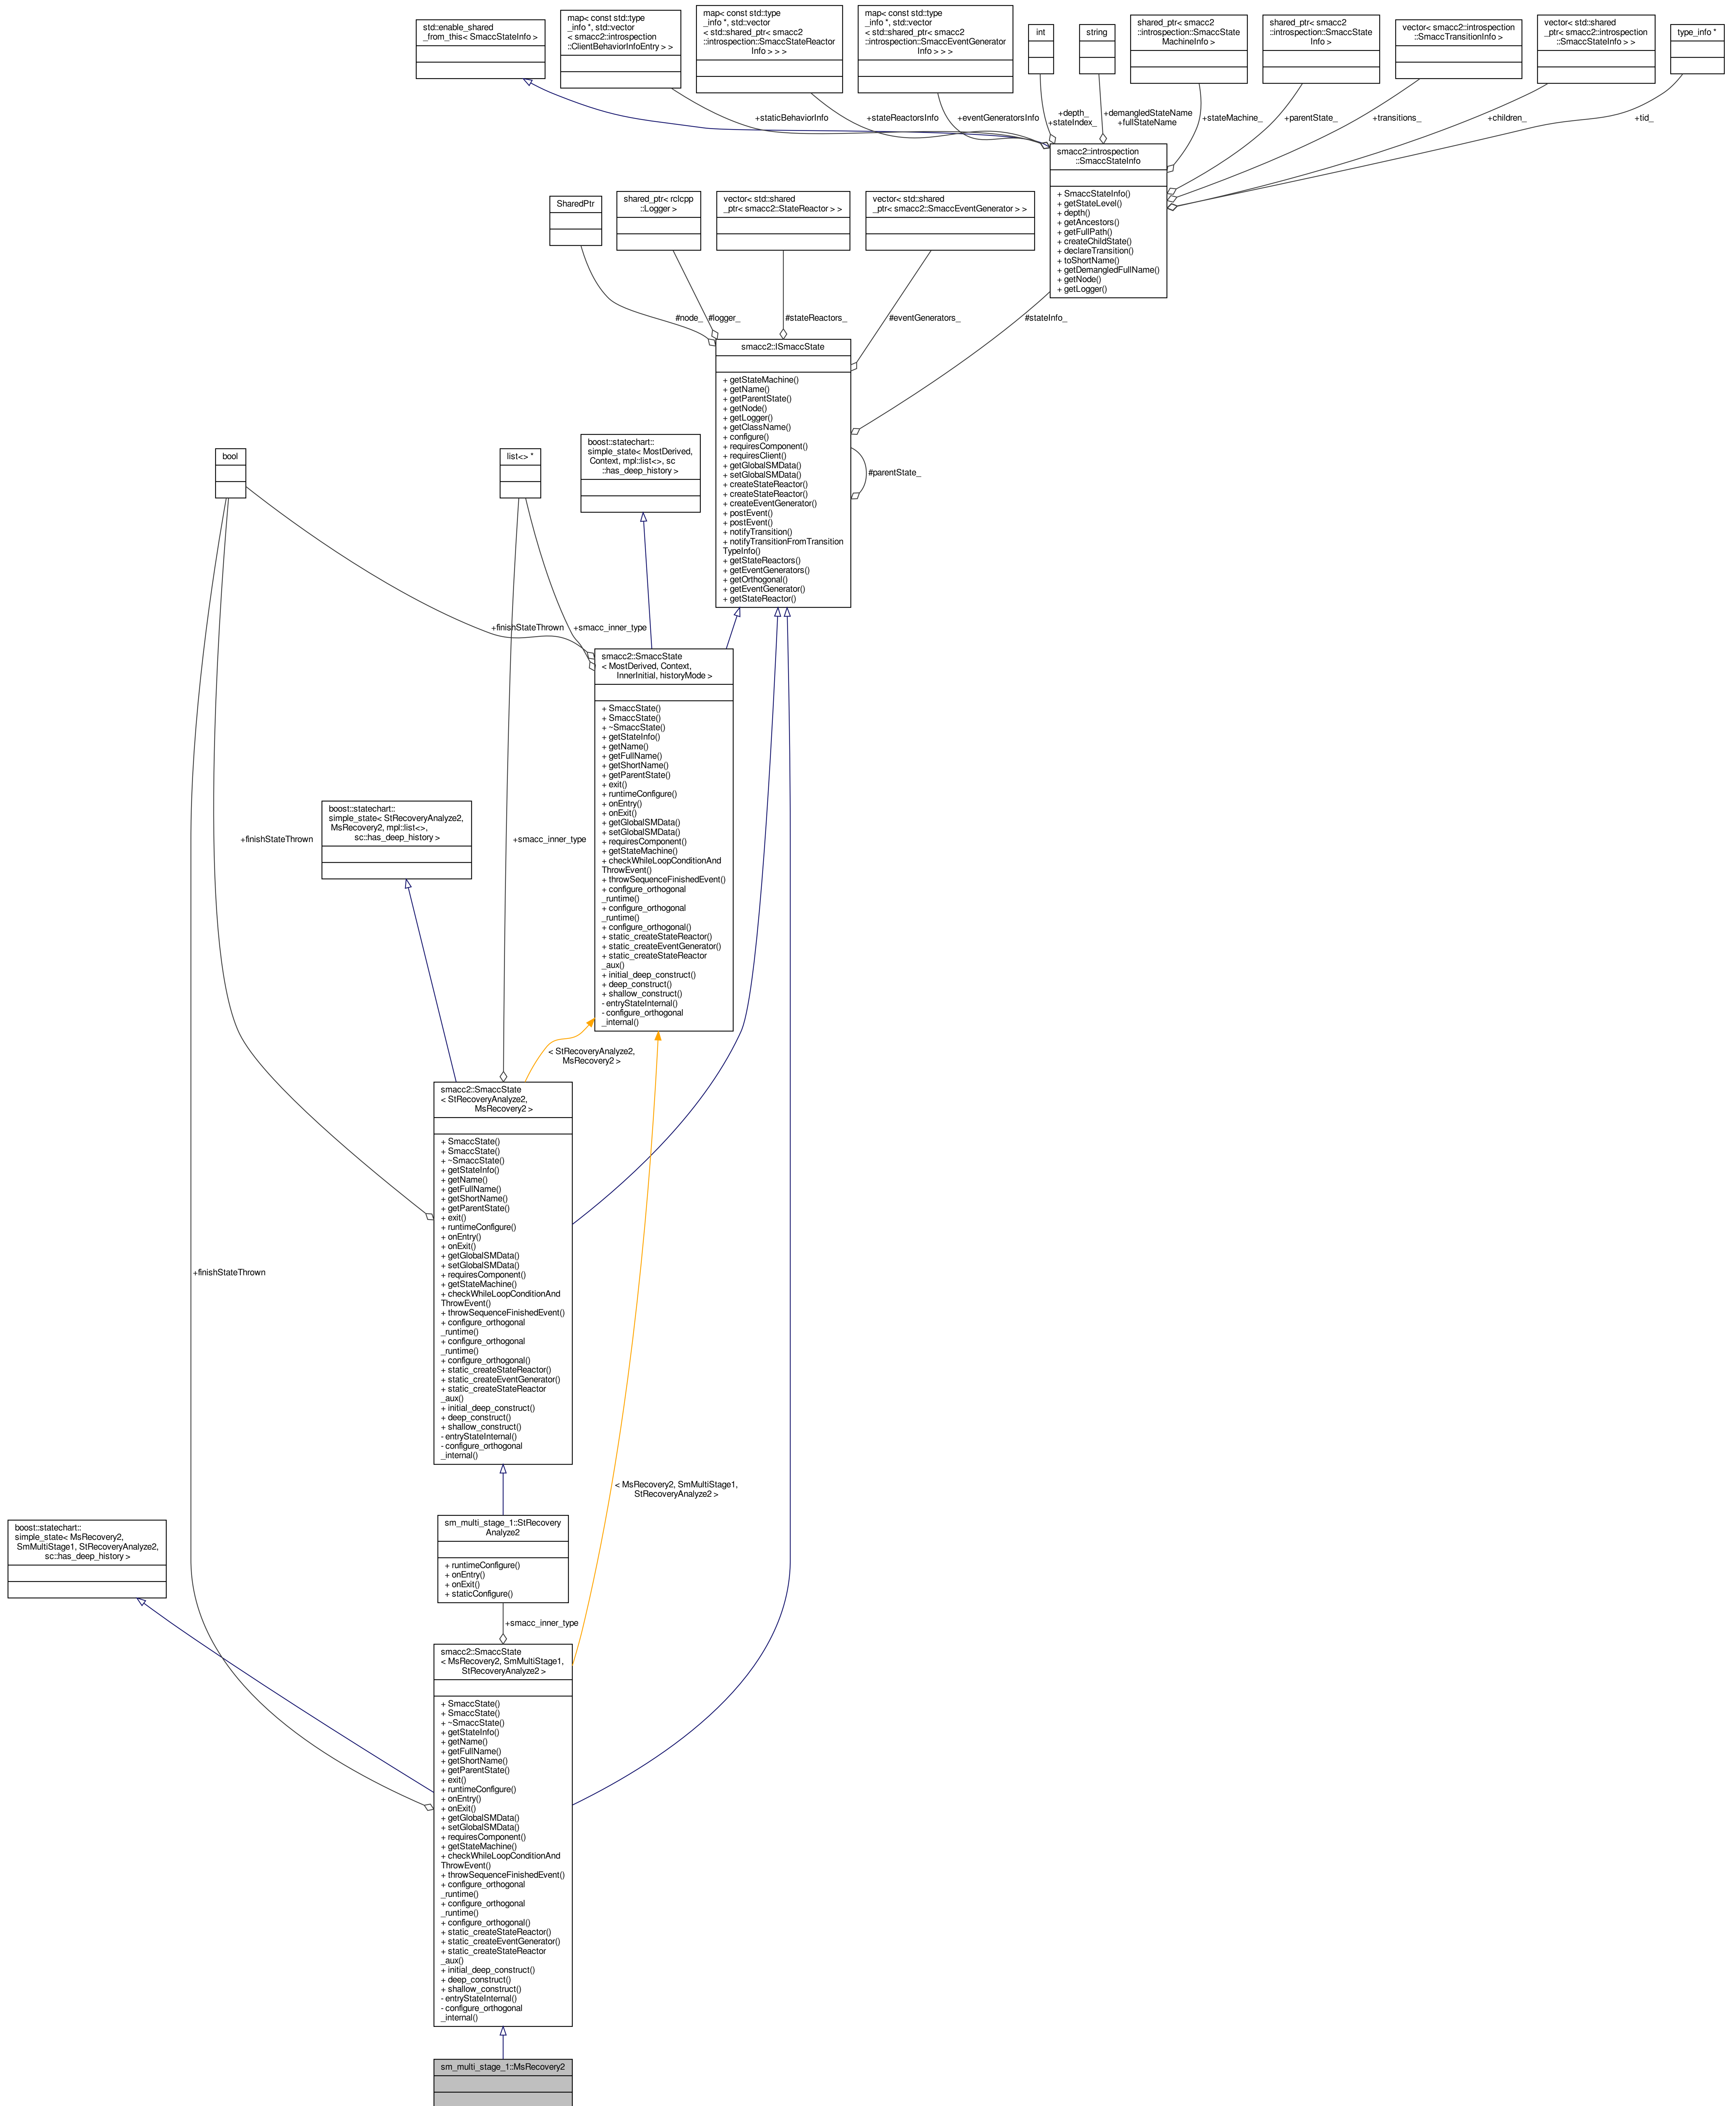 std::enable_shared
_from_this< Smacc::StateInfo >
map< const std::type
_info *, std::vector
< smacc2::introspection
::ClientBehaviorInfoEntry > >
map< const std::type
_info *, std::vector
< std::shared_ptr< smacc2
::introspection::SmaccStateReactor
Info > > >
map< const std::type
_info *, std::vector
< std::shared_ptr< smacc2
::introspection::SmaccEventGenerator
Info > > >
int
string
shared_ptr< smacc2
::introspection::SmaccState
MachineInfo >
shared_ptr< smacc2
::introspection::SmaccState
Info >
vector< smacc2::introspection
::SmaccTransitionInfo >
vector< std::shared
_ptr< smacc2::introspection
::SmaccStateInfo > >
type_info *
+staticBehaviorInfo
+stateReactorsInfo
+eventGeneratorsInfo
+depth_
+stateIndex_
+demangledStateName
+fullStateName
+stateMachine_
+parentState_
+transitions_
+children_
+tid_
smacc2::introspection
::SmaccStateInfo
+ SmaccStateInfo()
+ getStateLevel()
+ depth()
+ getAncestors()
+ getFullPath()
+ createChildState()
+ declareTransition()
+ toShortName()
+ getDemangledFullName()
+ getNode()
+ getLogger()
SharedPtr
shared_ptr< rclcpp
::Logger >
vector< std::shared
_ptr< smacc2::StateReactor > >
vector< std::shared
_ptr< smacc2::SmaccEventGenerator > >
#node_
#logger_
#stateReactors_
#eventGenerators_
#stateInfo_
smacc2::ISmaccState
+ getStateMachine()
+ getName()
+ getParentState()
+ getNode()
+ getLogger()
+ getClassName()
+ configure()
+ requiresComponent()
+ requiresClient()
+ getGlobalSMData()
+ setGlobalSMData()
+ createStateReactor()
+ createStateReactor()
+ createEventGenerator()
+ postEvent()
+ postEvent()
+ notifyTransition()
+ notifyTransitionFromTransition
TypeInfo()
+ getStateReactors()
+ getEventGenerators()
+ getOrthogonal()
+ getEventGenerator()
+ getStateReactor()
#parentState_
bool
list<> *
boost::statechart::
simple_state< MostDerived,
Context, mpl::list<>, sc
::has_deep_history >
+finishStateThrown
+smacc_inner_type
smacc2::SmaccState
< MostDerived, Context,
InnerInitial, historyMode >
+ SmaccState()
+ SmaccState()
+ ~SmaccState()
+ getStateInfo()
+ getName()
+ getFullName()
+ getShortName()
+ getParentState()
+ exit()
+ runtimeConfigure()
+ onEntry()
+ onExit()
+ getGlobalSMData()
+ setGlobalSMData()
+ requiresComponent()
+ getStateMachine()
+ checkWhileLoopConditionAnd
ThrowEvent()
+ throwSequenceFinishedEvent()
+ configure_orthogonal
_runtime()
+ configure_orthogonal
_runtime()
+ configure_orthogonal()
+ static_createStateReactor()
+ static_createEventGenerator()
+ static_createStateReactor
_aux()
+ initial_deep_construct()
+ deep_construct()
+ shallow_construct()
- entryStateInternal()
- configure_orthogonal
_internal()
boost::statechart::
simple_state< StRecoveryAnalyze2,
MsRecovery2, mpl::list<>,
sc::has_deep_history >
+finishStateThrown
+smacc_inner_type
< StRecoveryAnalyze2,
MsRecovery2 >
smacc2::SmaccState
< StRecoveryAnalyze2,
MsRecovery2 >
+ SmaccState()
+ SmaccState()
+ ~SmaccState()
+ getStateInfo()
+ getName()
+ getFullName()
+ getShortName()
+ getParentState()
+ exit()
+ runtimeConfigure()
+ onEntry()
+ onExit()
+ getGlobalSMData()
+ setGlobalSMData()
+ requiresComponent()
+ getStateMachine()
+ checkWhileLoopConditionAnd
ThrowEvent()
+ throwSequenceFinishedEvent()
+ configure_orthogonal
_runtime()
+ configure_orthogonal
_runtime()
+ configure_orthogonal()
+ static_createStateReactor()
+ static_createEventGenerator()
+ static_createStateReactor
_aux()
+ initial_deep_construct()
+ deep_construct()
+ shallow_construct()
- entryStateInternal()
- configure_orthogonal
_internal()
+finishStateThrown
< MsRecovery2, SmMultiStage1,
StRecoveryAnalyze2 >
boost::statechart::
simple_state< MsRecovery2,
SmMultiStage1, StRecoveryAnalyze2,
sc::has_deep_history >
sm_multi_stage_1::StRecovery
Analyze2
+ runtimeConfigure()
+ onEntry()
+ onExit()
+ staticConfigure()
+smacc_inner_type
smacc2::SmaccState
< MsRecovery2, SmMultiStage1,
StRecoveryAnalyze2 >
+ SmaccState()
+ SmaccState()
+ ~SmaccState()
+ getStateInfo()
+ getName()
+ getFullName()
+ getShortName()
+ getParentState()
+ exit()
+ runtimeConfigure()
+ onEntry()
+ onExit()
+ getGlobalSMData()
+ setGlobalSMData()
+ requiresComponent()
+ getStateMachine()
+ checkWhileLoopConditionAnd
ThrowEvent()
+ throwSequenceFinishedEvent()
+ configure_orthogonal
_runtime()
+ configure_orthogonal
_runtime()
+ configure_orthogonal()
+ static_createStateReactor()
+ static_createEventGenerator()
+ static_createStateReactor
_aux()
+ initial_deep_construct()
+ deep_construct()
+ shallow_construct()
- entryStateInternal()
- configure_orthogonal
_internal()
sm_multi_stage_1::MsRecovery2